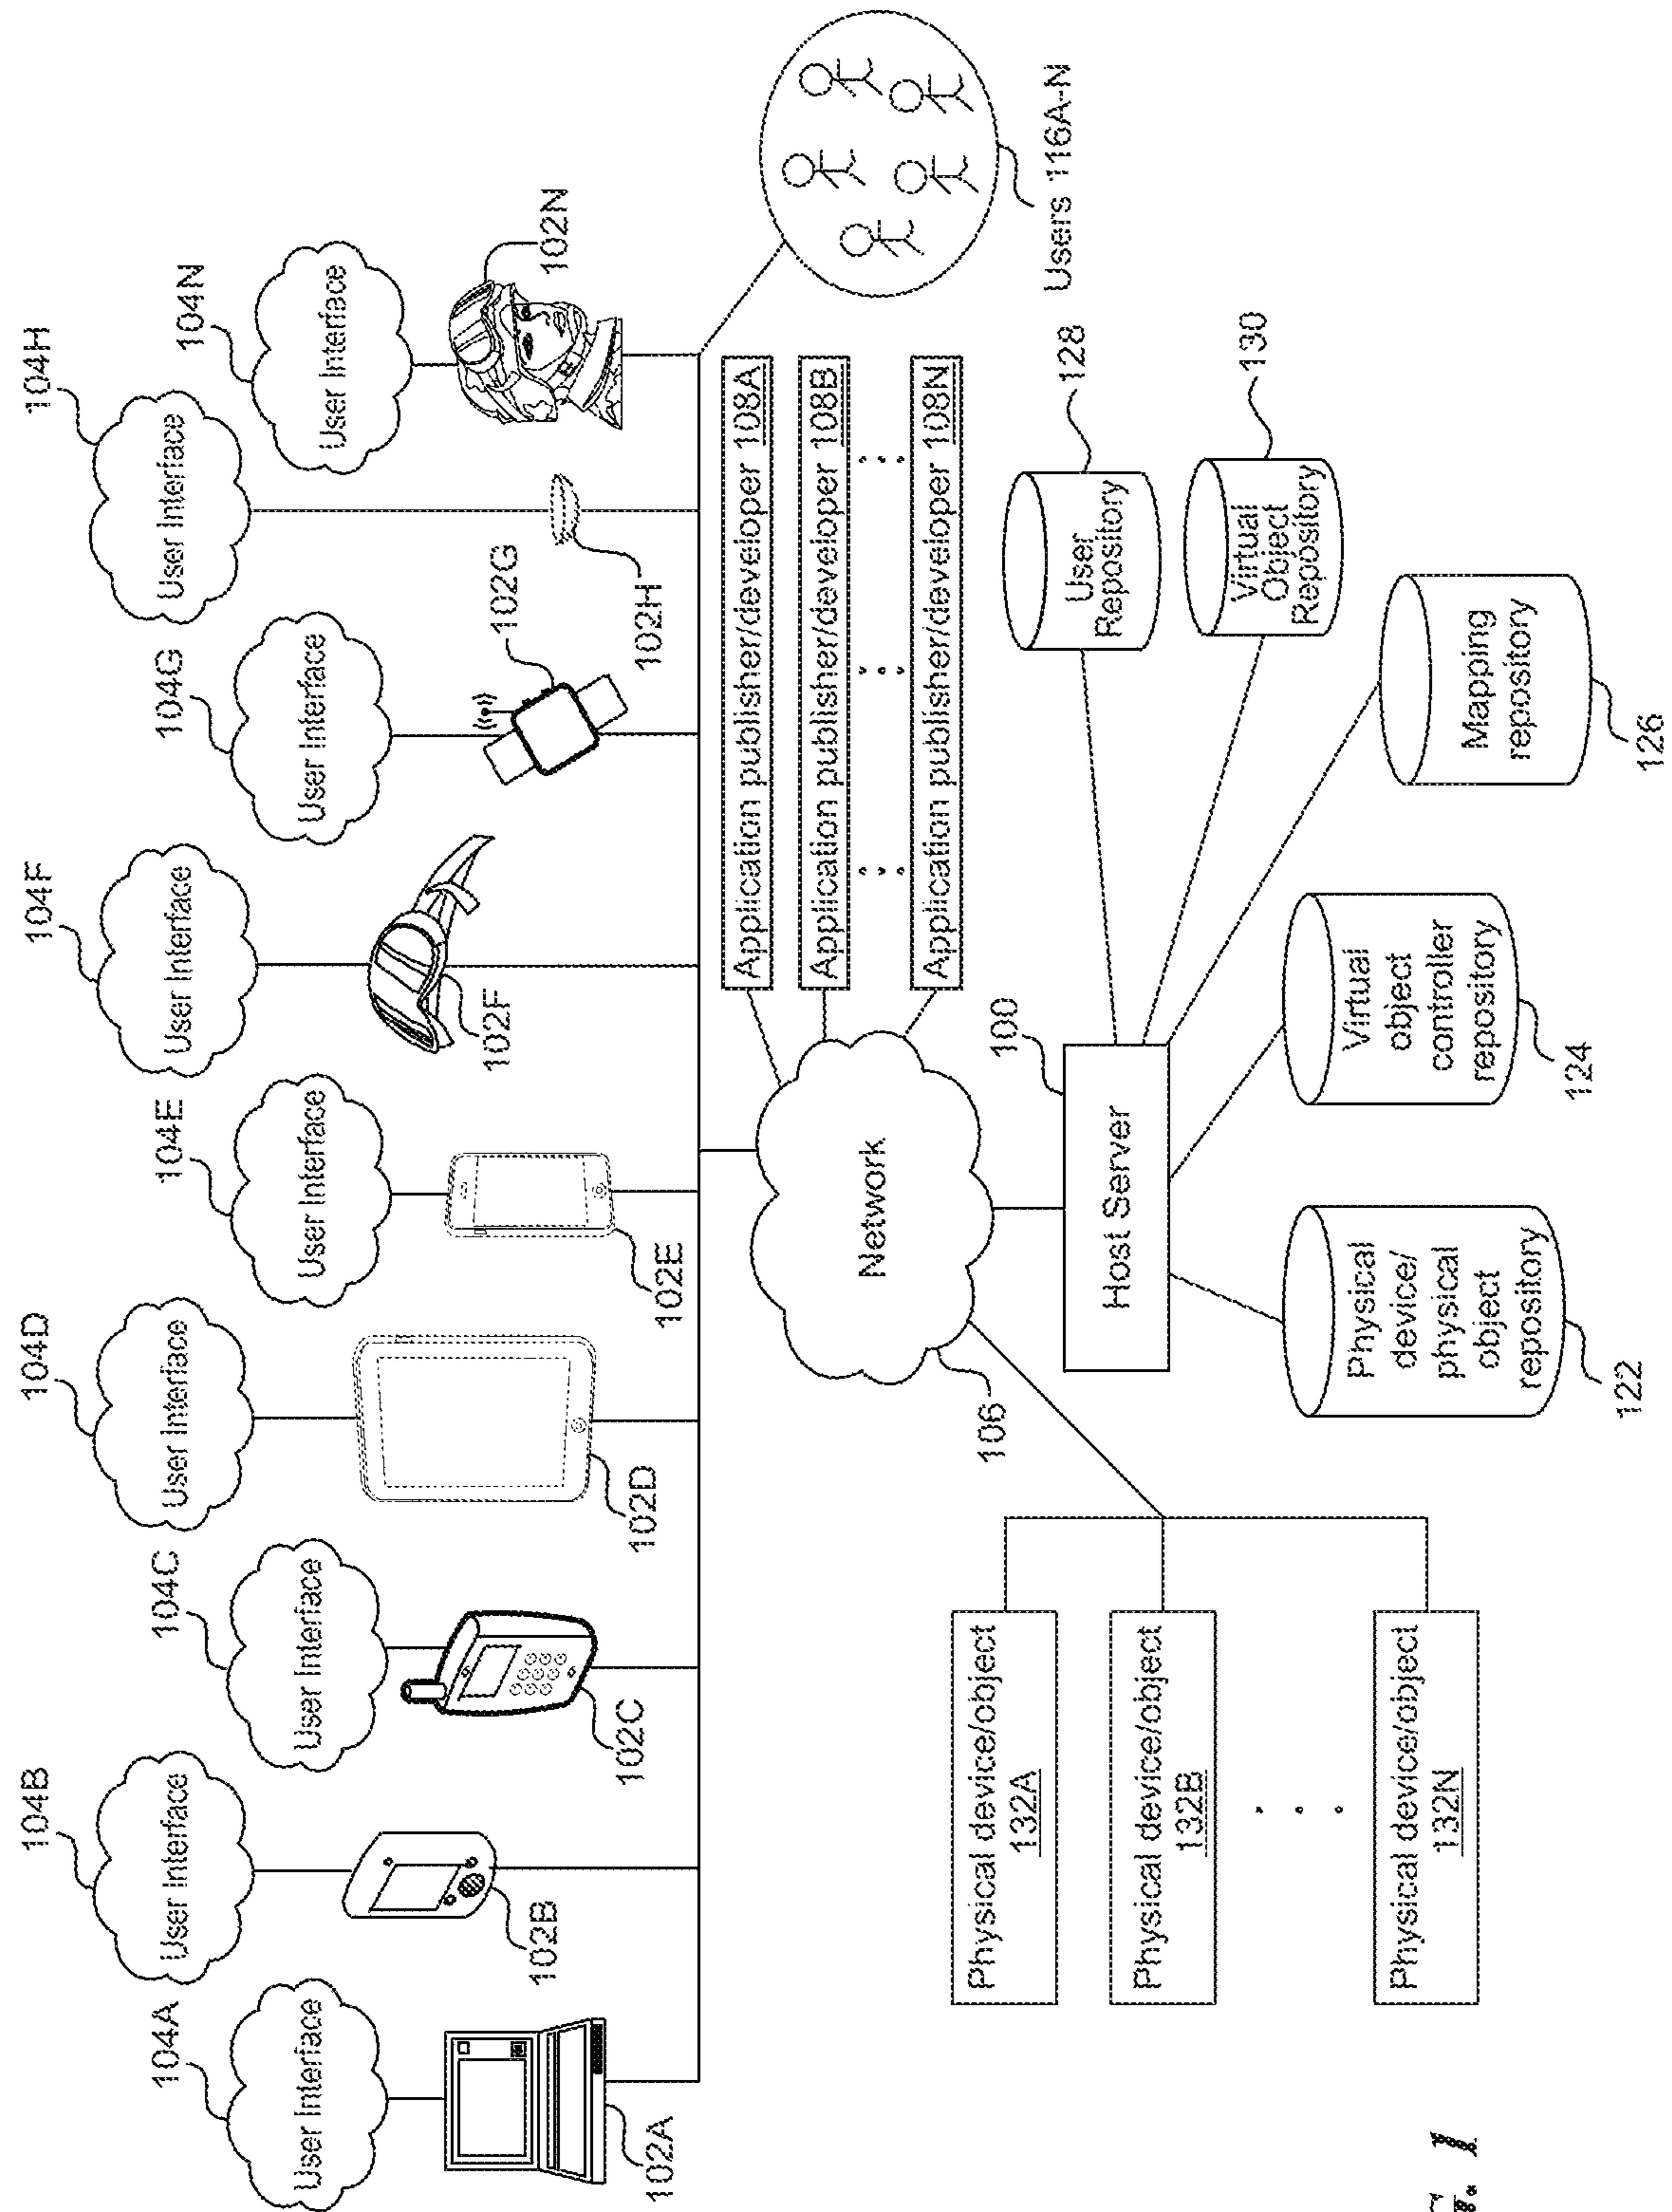 104B
104D
104F
104H
104A
104C
104E
104G
104N
User Interface
User Interface
User Interface
User Interface
User Interface
User Interface
User Interface
User Interface
User Interface
102A
102B
102C
102D
102E
102F
102G
102H
102N
Application publisher/developer 108A
Application publisher/developer 108B
Application publisher/developer 108N
Users 116A-N
Network
106
Host Server
100
Physical device/object
132A
Physical device/object
132B
Physical device/object
132N
User
Repository
128
Virtual
Object
Repository
130
Physical
device/
physical
object
repository
122
Virtual
object
controller
repository
124
Mapping
repository
126
G. 1